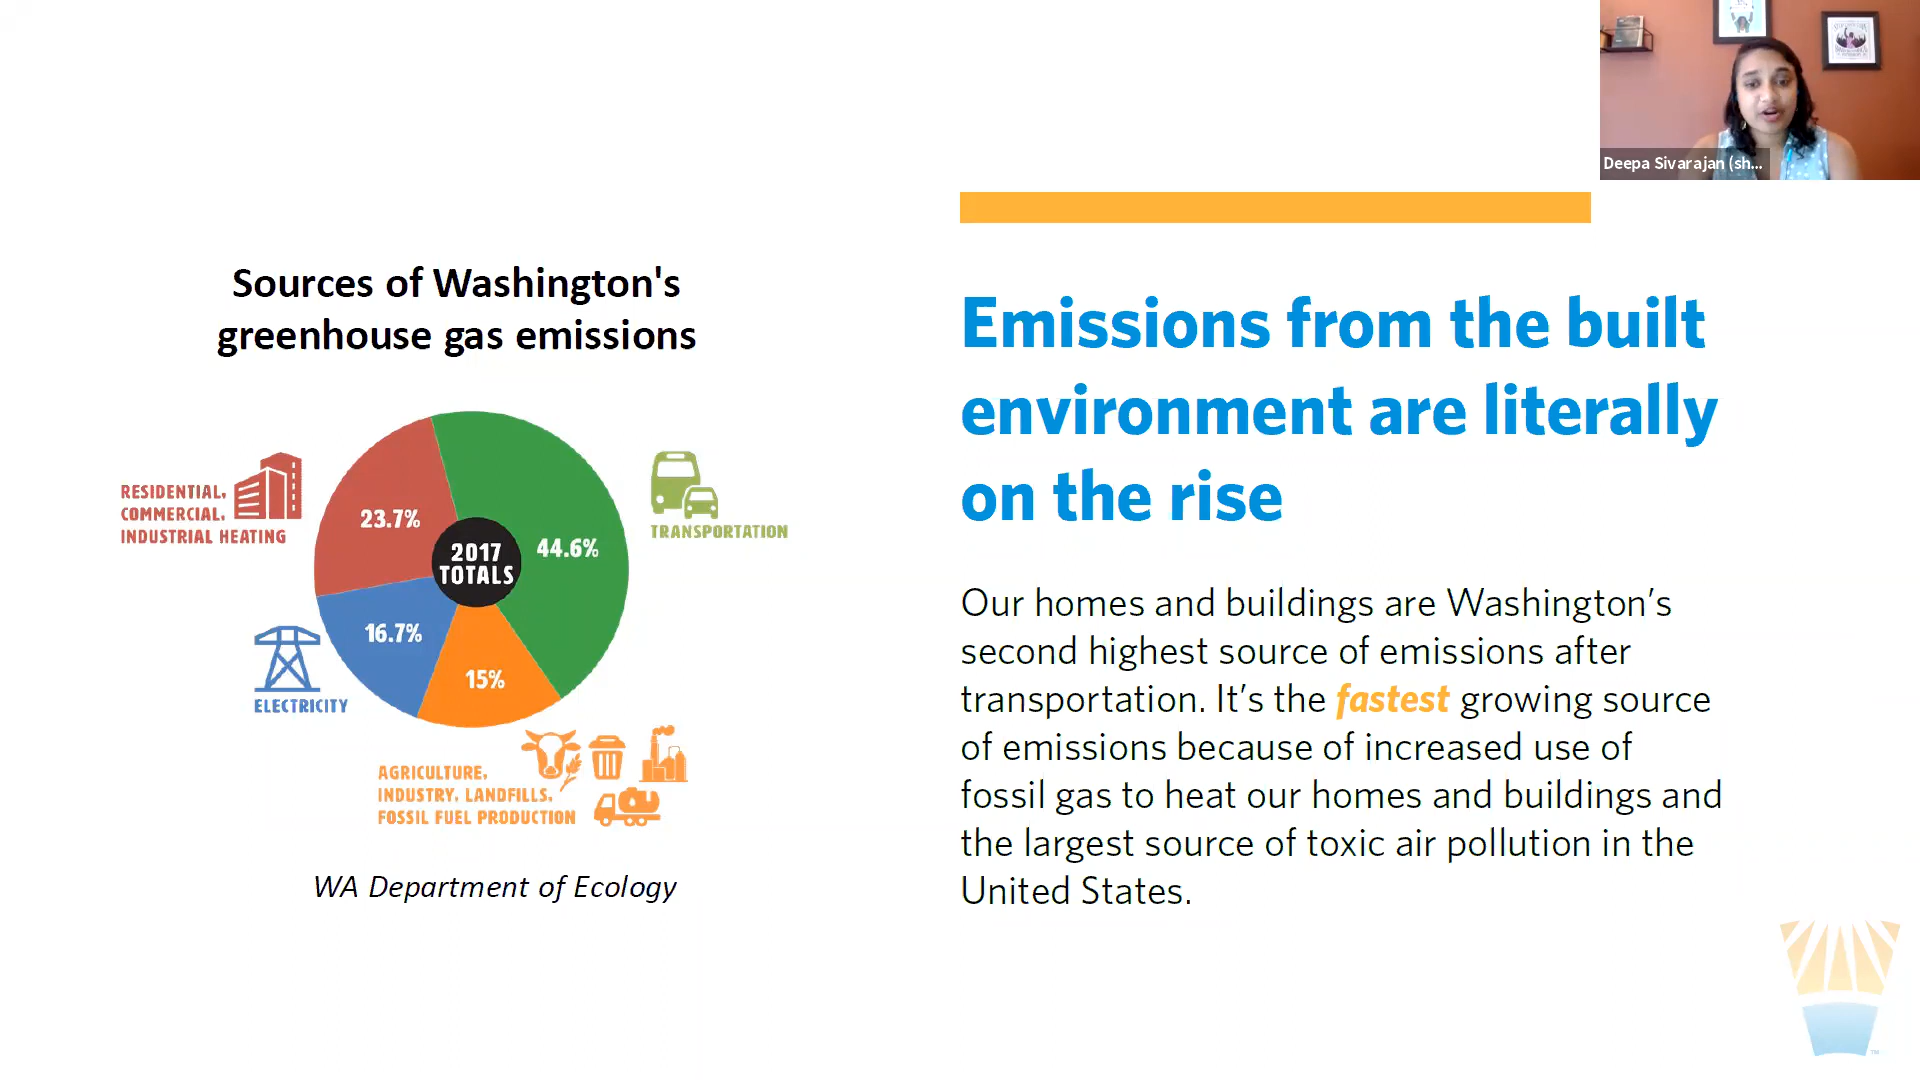 Deepa Sivarajan (sh...
Sources of Washington's
greenhouse gas emissions
RESIDENTIAL,
COMMERCIAL,
INDUSTRIAL HEATING
23.7%
2017
TOTALS
44.6%
TRANSPORTATION
16.7%
15%
ELECTRICITY
AGRICULTURE,
INDUSTRY, LANDFILLS,
FOSSIL FUEL PRODUCTION
WA Department of Ecology
Emissions from the built
environment are literally
on the rise
Our homes and buildings are Washington’s
second highest source of emissions after
transportation. It’s the fastest growing source
of emissions because of increased use of
fossil gas to heat our homes and buildings and
the largest source of toxic air pollution in the
United States.
TM